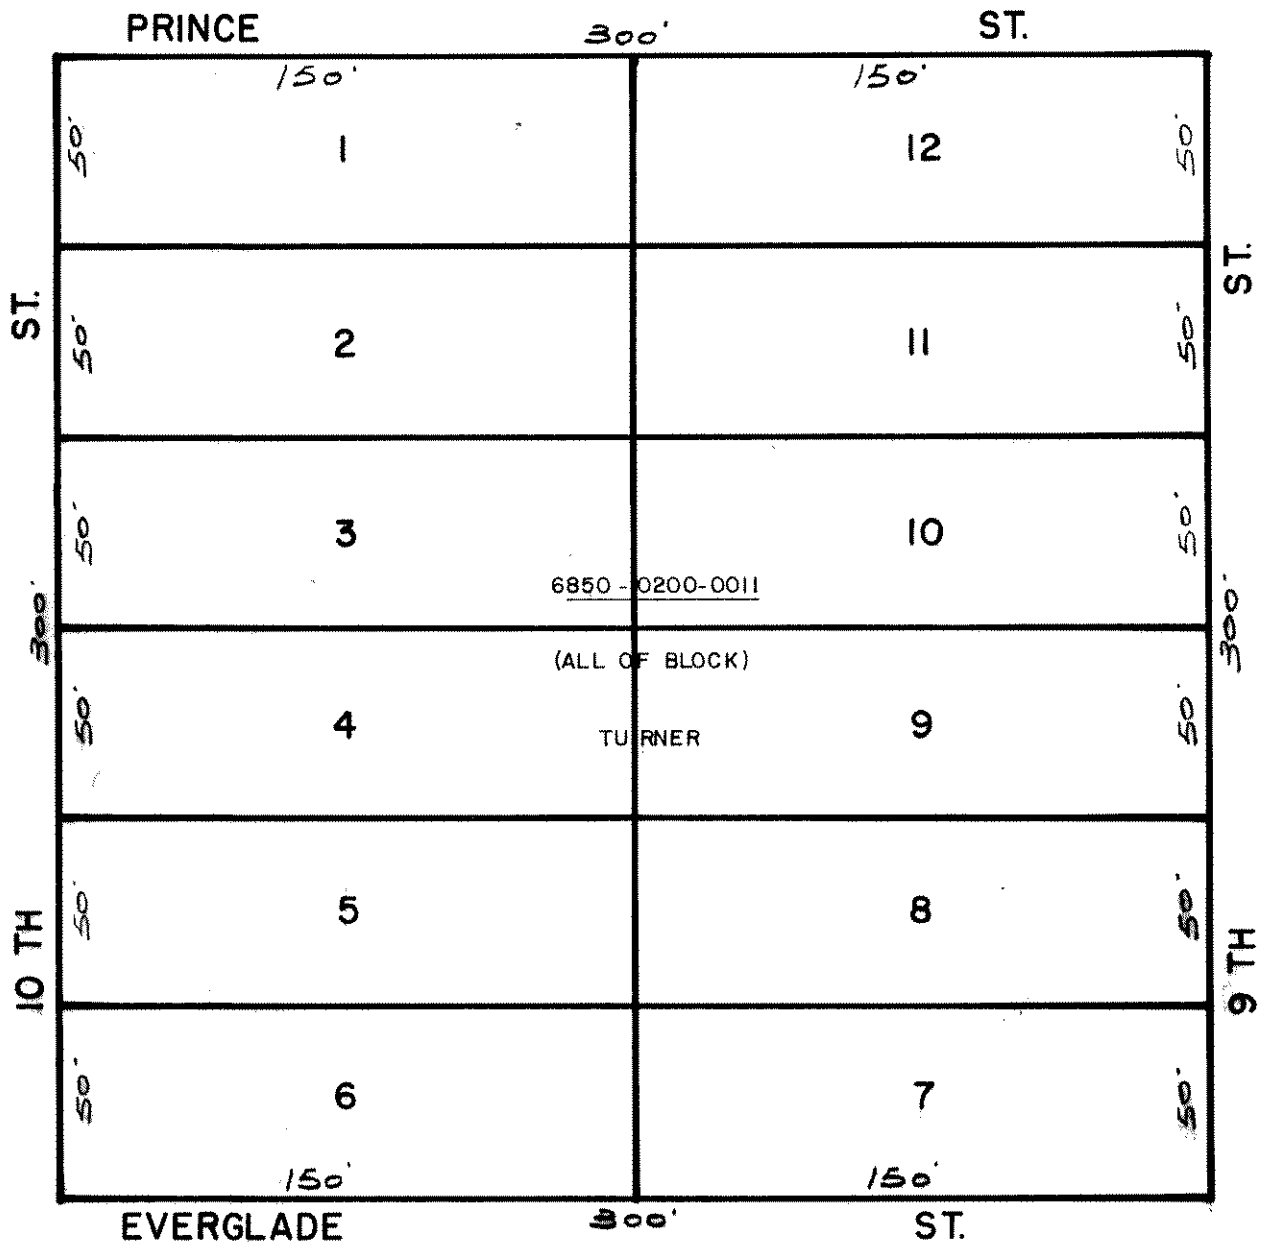 PRINCE 300' ST.
150' 150'
50' 1 12 50'
ST. ST.
50' 2 11 50'
50' 3 10 50'
6850-0200-0011
300' 300'
(ALL OF BLOCK)
50' 4 9 50'
TURNER
50' 5 8 50'
10 TH 9 TH
50' 6 7 50'
150' 150'
EVERGLADE 300' ST.